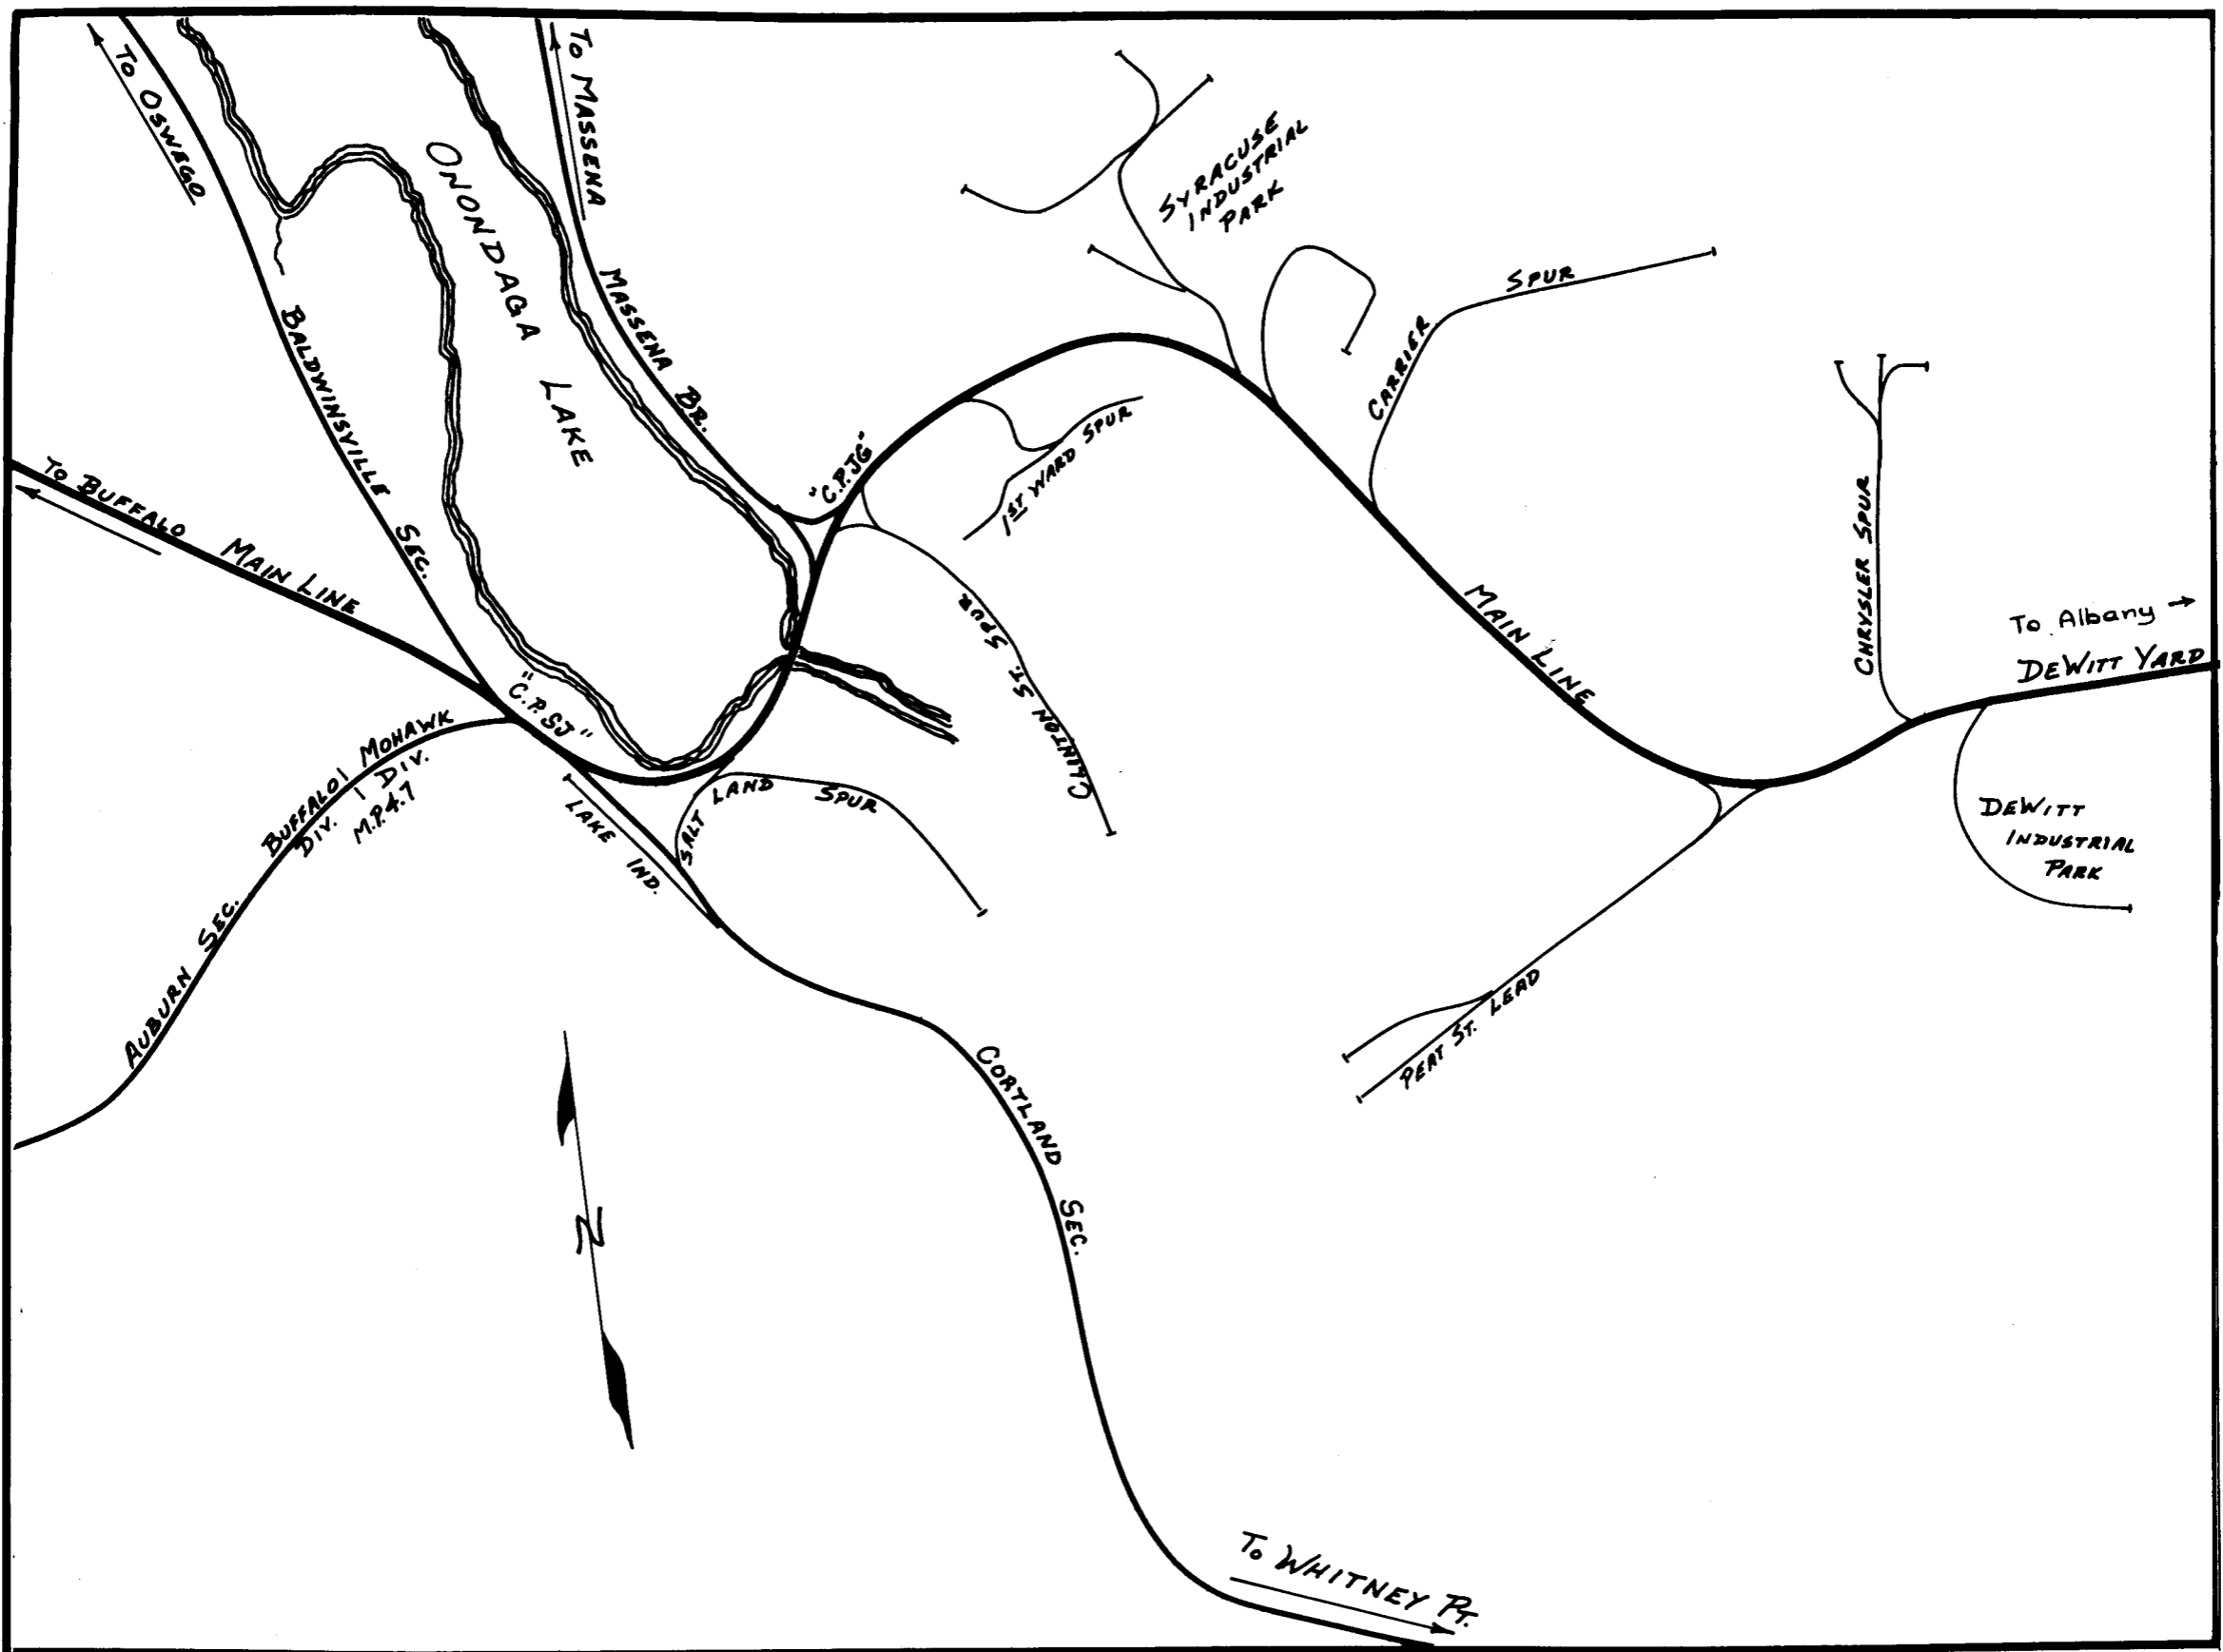 TO OSWEGO
TO MASSENA
ONONDAGA
LAKE
SYRACUSE
INDUSTRIAL
PARK
BALDWINSVILLE SEC.
MASSENA BR.
CARRIER SPUR
"C.P.JG"
1ST WARD SPUR
TO BUFFALO
MAIN LINE
CLINTON ST. SPUR
MAIN LINE
CHRYSLER SPUR
To Albany →
DEWITT YARD
"C.P.SJ"
BUFFALO MOHAWK
DIV. DIV.
M.P.4.7
SALT LAND SPUR
LAKE IND.
DEWITT
INDUSTRIAL
PARK
AUBURN SEC.
PEAT ST. LEAD
CORTLAND SEC.
N
TO WHITNEY PT.